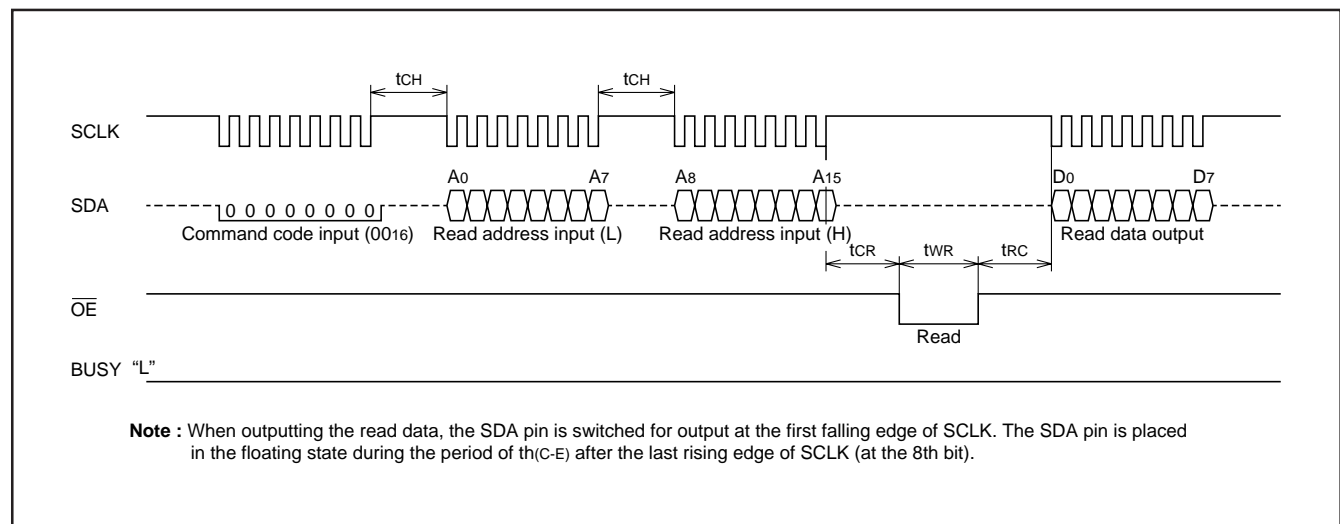 tCH tCH
SCLK
A0 A7 A8 A15 D0 D7
SDA
0 0 0 0 0 0 0 0
Command code input (0016) Read address input (L) Read address input (H) Read data output
tCR tWR tRC
OE
Read
BUSY “L”
Note : When outputting the read data, the SDA pin is switched for output at the first falling edge of SCLK. The SDA pin is placed
in the floating state during the period of th(C-E) after the last rising edge of SCLK (at the 8th bit).